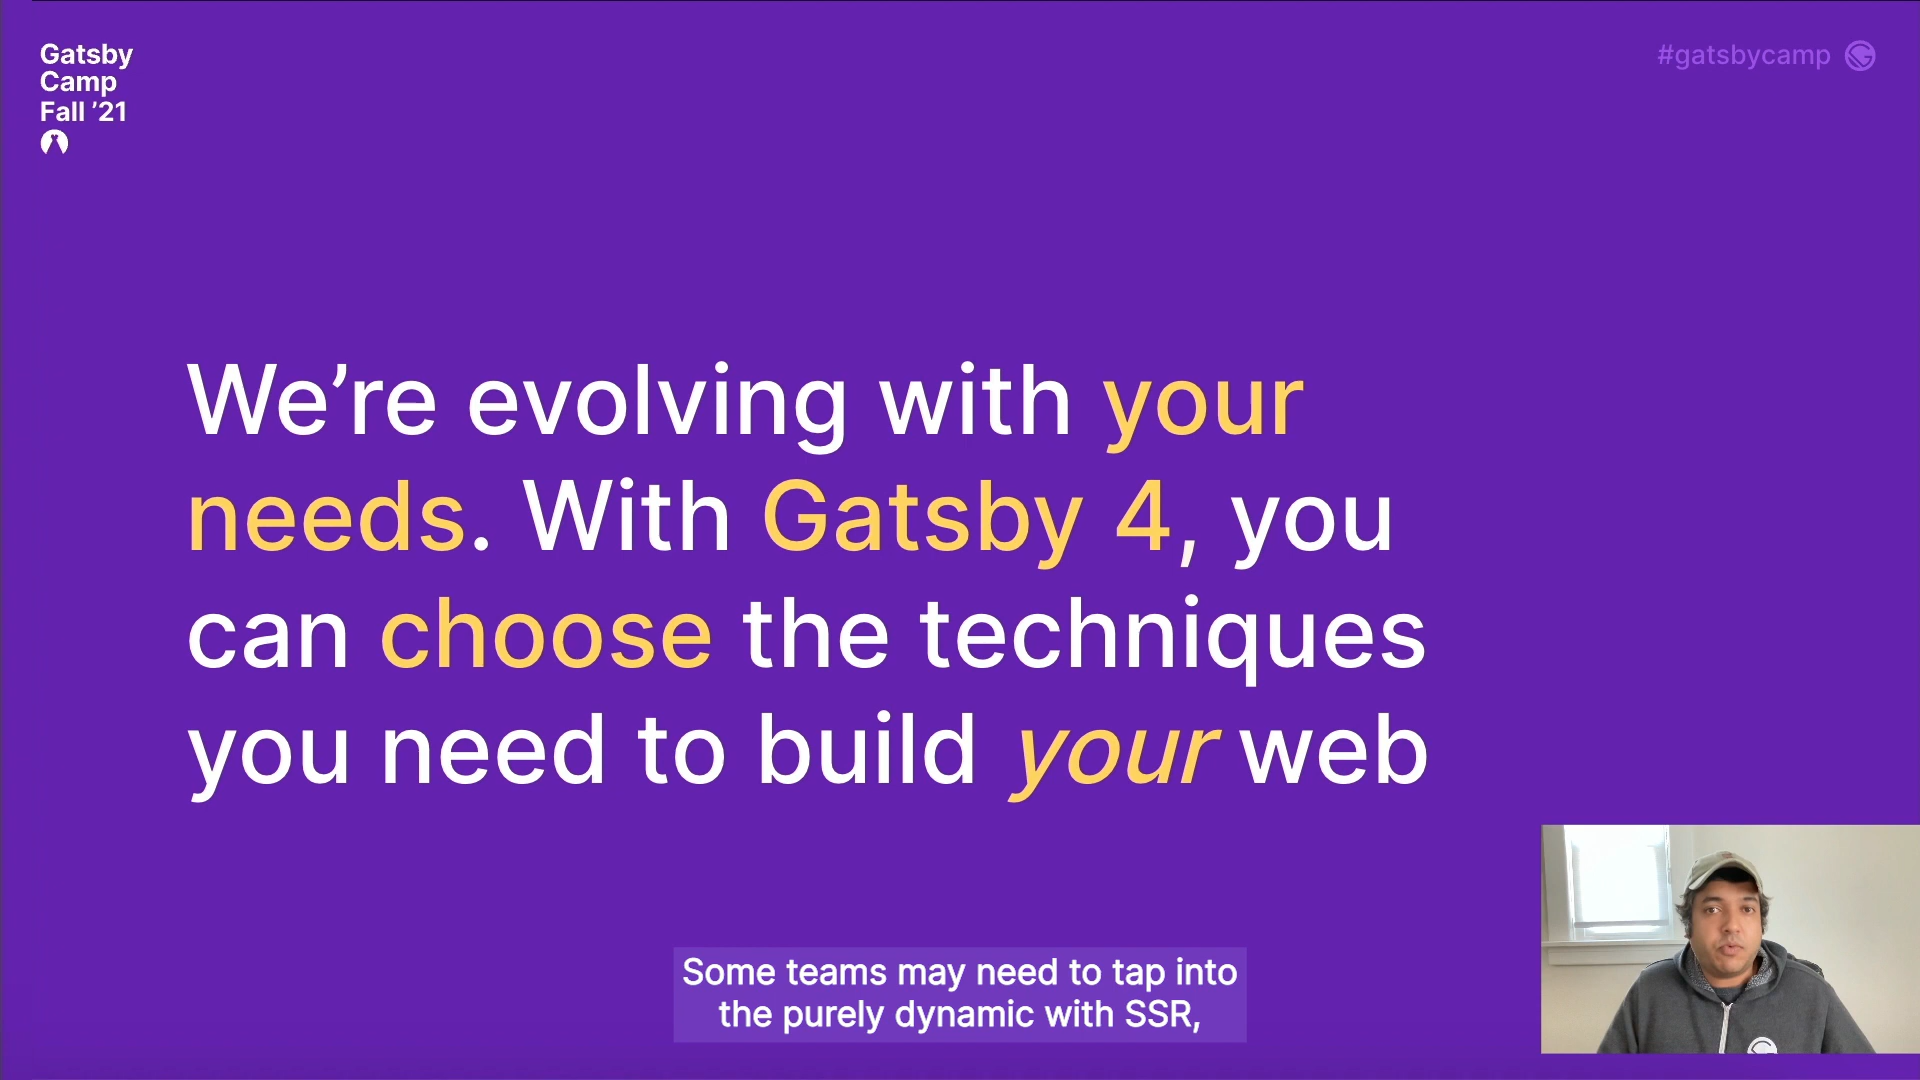 Gatsby
Camp
Fall ’21
#gatsbycamp
We’re evolving with your
needs. With Gatsby 4, you
can choose the techniques
you need to build your web
Some teams may need to tap into
the purely dynamic with SSR,